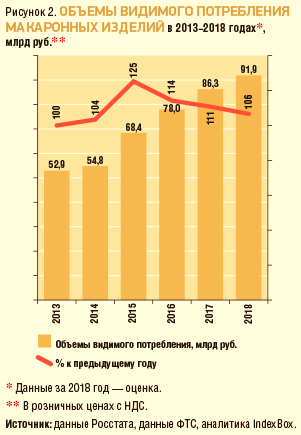 Рисунок 2. ОБЪЕМЫ ВИДИМОГО ПОТРЕБЛЕНИЯ
МАКАРОННЫХ ИЗДЕЛИЙ в 2013–2018 годах*,
млрд руб.**
100
104
125
114
111
106
52,9
54,8
68,4
78,0
86,3
91,9
2013
2014
2015
2016
2017
2018
Объемы видимого потребления, млрд руб.
% к предыдущему году
* Данные за 2018 год — оценка.
** В розничных ценах с НДС.
Источник: данные Росстата, данные ФТС, аналитика IndexBox.